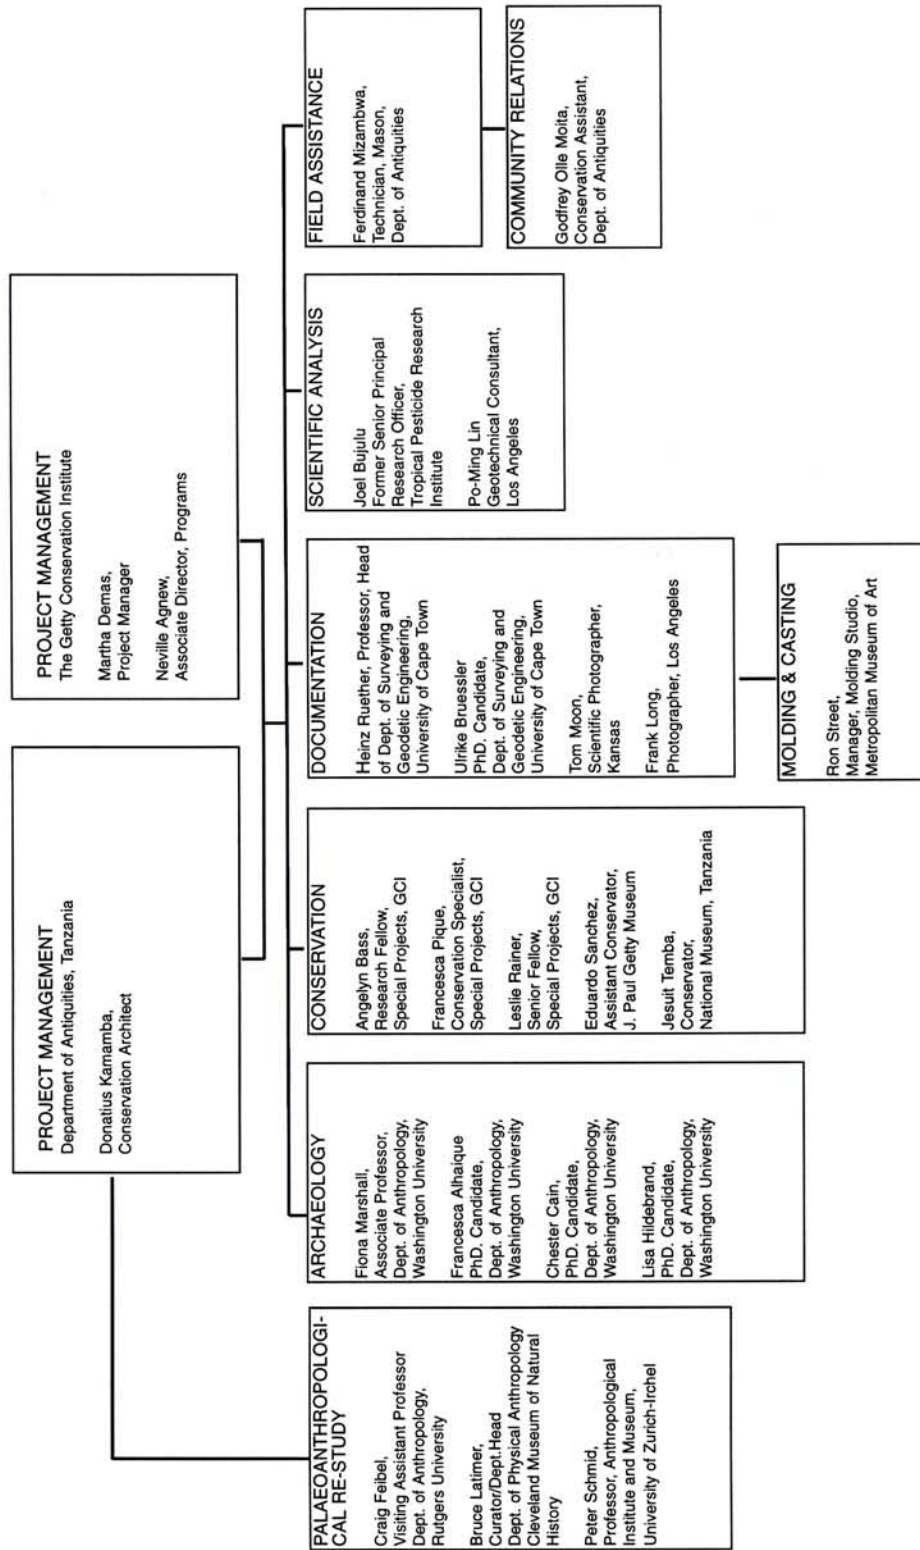 PROJECT MANAGEMENT
Department of Antiquities, Tanzania
Donatius Kamamba,
Conservation Architect
PROJECT MANAGEMENT
The Getty Conservation Institute
Martha Demas,
Project Manager
Neville Agnew,
Associate Director, Programs
PALAEOANTHROPOLOGI-
CAL RE-STUDY
Craig Feibel,
Visiting Assistant Professor
Dept. of Anthropology,
Rutgers University
Bruce Latimer,
Curator/Dept.Head
Dept. of Physical Anthropology
Cleveland Museum of Natural
History
Peter Schmid,
Professor, Anthropological
Institute and Museum,
University of Zurich-Irchel
ARCHAEOLOGY
Fiona Marshall,
Associate Professor,
Dept. of Anthropology,
Washington University
Francesca Alhaique
PhD. Candidate,
Dept. of Anthropology,
Washington University
Chester Cain,
PhD. Candidate,
Dept. of Anthropology,
Washington University
Lisa Hildebrand,
PhD. Candidate,
Dept. of Anthropology,
Washington University
CONSERVATION
Angelyn Bass,
Research Fellow,
Special Projects, GCI
Francesca Pique,
Conservation Specialist,
Special Projects, GCI
Leslie Rainer,
Senior Fellow,
Special Projects, GCI
Eduardo Sanchez,
Assistant Conservator,
J. Paul Getty Museum
Jesuit Temba,
Conservator,
National Museum, Tanzania
DOCUMENTATION
Heinz Ruether, Professor, Head
of Dept. of Surveying and
Geodetic Engineering,
University of Cape Town
Ulrike Bruessler
PhD. Candidate,
Dept. of Surveying and
Geodetic Engineering,
University of Cape Town
Tom Moon,
Scientific Photographer,
Kansas
Frank Long,
Photographer, Los Angeles
MOLDING & CASTING
Ron Street,
Manager, Molding Studio,
Metropolitan Museum of Art
SCIENTIFIC ANALYSIS
Joel Bujulu
Former Senior Principal
Research Officer,
Tropical Pesticide Research
Institute
Po-Ming Lin
Geotechnical Consultant,
Los Angeles
FIELD ASSISTANCE
Ferdinand Mizambwa,
Technician, Mason,
Dept. of Antiquities
COMMUNITY RELATIONS
Godfrey Olle Moita,
Conservation Assistant,
Dept. of Antiquities